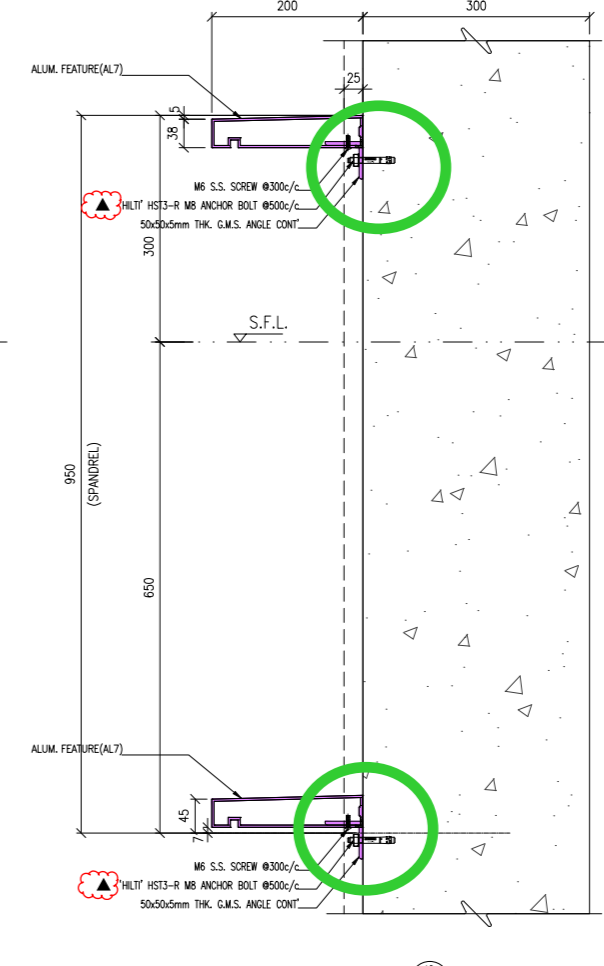 200
300
ALUM. FEATURE(AL7)
25
5
38
M6 S.S. SCREW @300c/c
'HILTI' HST3-R M8 ANCHOR BOLT @500c/c
50x50x5mm THK. G.M.S. ANGLE CONT'
300
S.F.L.
950
(SPANDREL)
650
ALUM. FEATURE(AL7)
45
7
M6 S.S. SCREW @300c/c
'HILTI' HST3-R M8 ANCHOR BOLT @500c/c
50x50x5mm THK. G.M.S. ANGLE CONT'